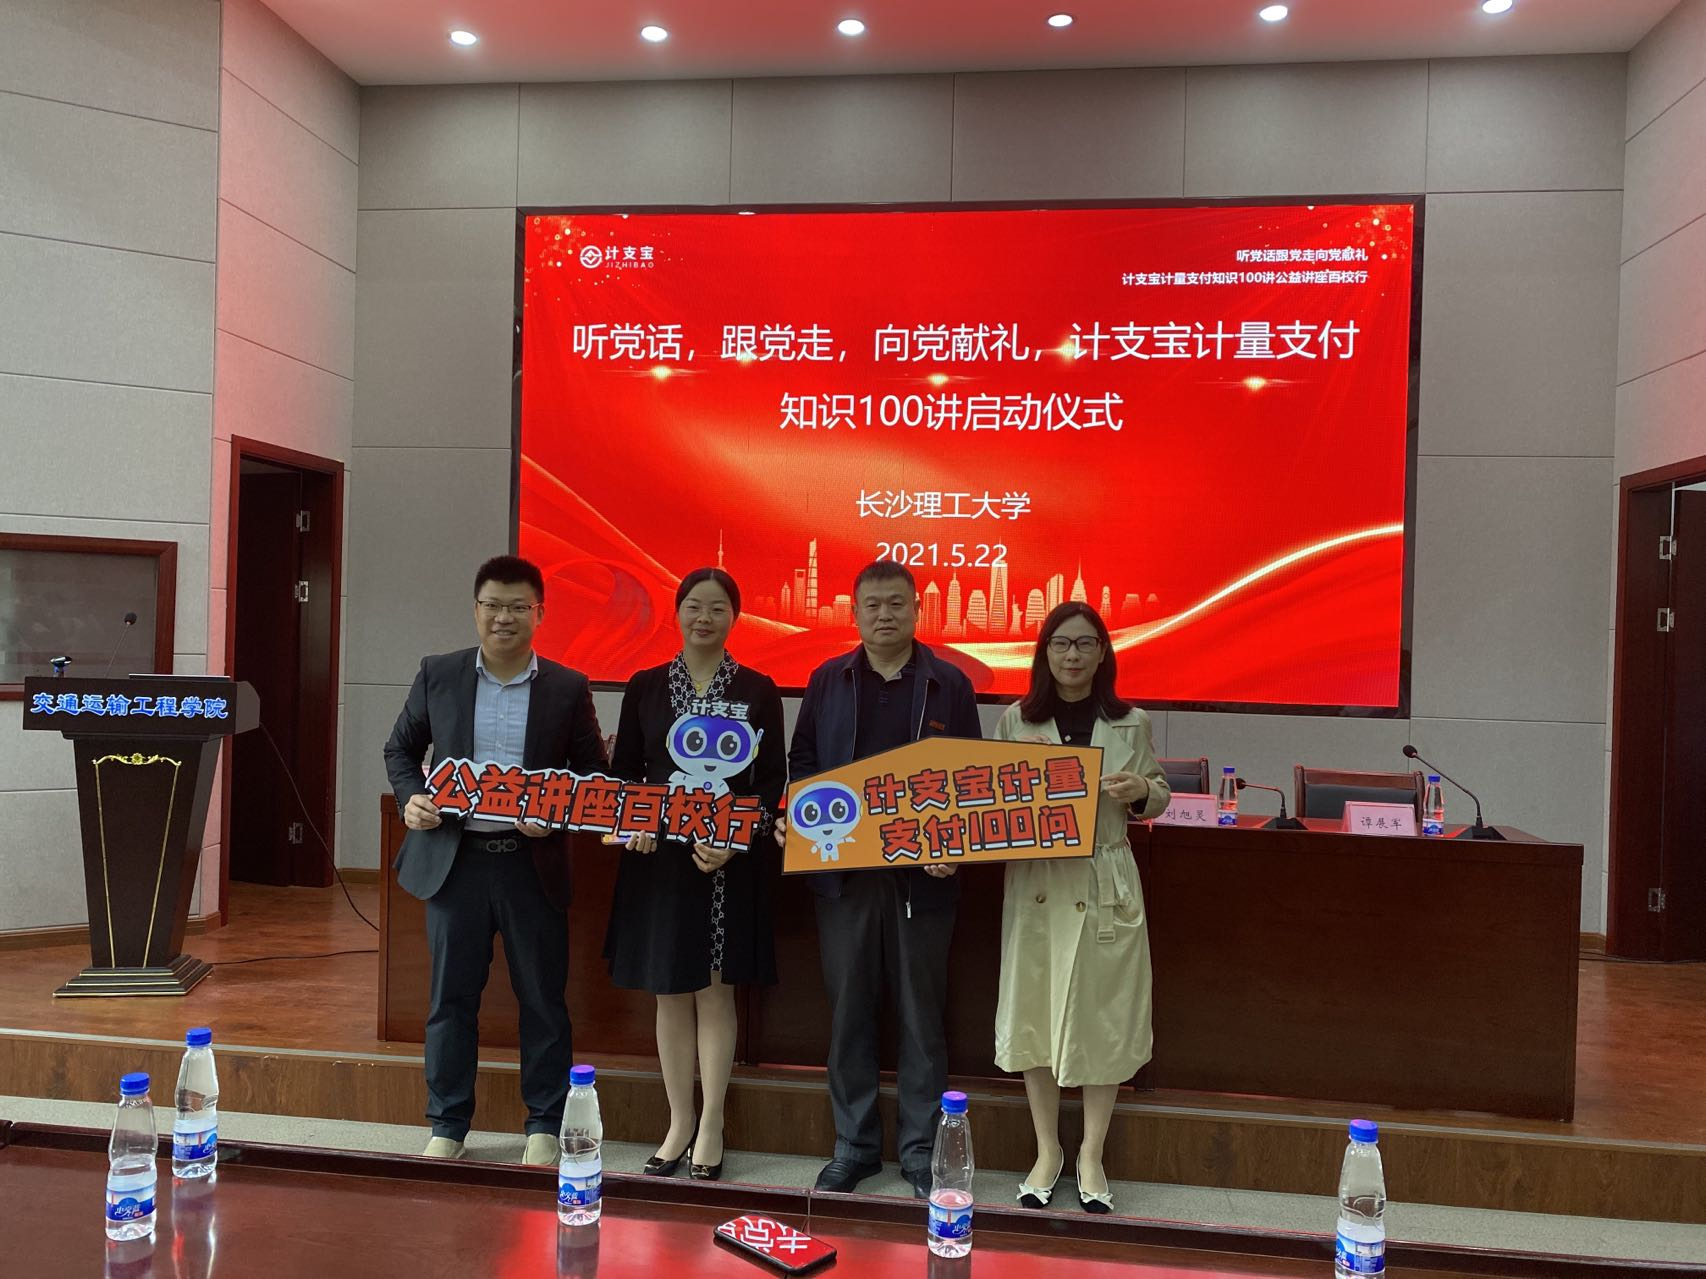 计支宝
JIZHIBAO
听党话跟党走向党献礼
计支宝计量支付知识100讲公益讲座百校行
听党话，跟党走，向党献礼，计支宝计量支付
知识100讲启动仪式
长沙理工大学
2021.5.22
交通运输工程学院
计支宝
公益讲座百校行
计支宝计量
支付100问
刘旭灵
谭展军